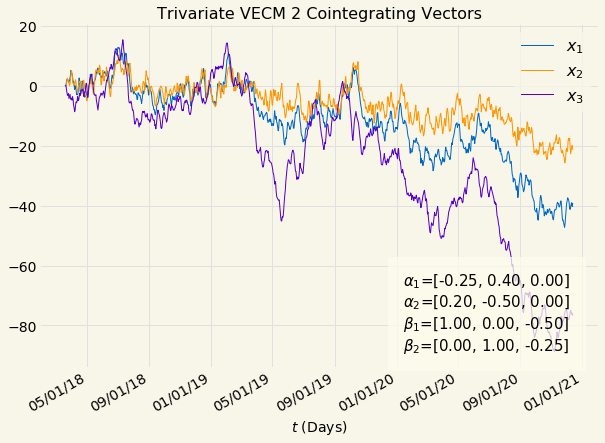 Trivariate VECM 2 Cointegrating Vectors
20
0
−20
−40
−60
−80
x₁
x₂
x₃
α₁=[-0.25, 0.40, 0.00]
α₂=[0.20, -0.50, 0.00]
β₁=[1.00, 0.00, -0.50]
β₂=[0.00, 1.00, -0.25]
05/01/18
09/01/18
01/01/19
05/01/19
09/01/19
01/01/20
05/01/20
09/01/20
01/01/21
t (Days)